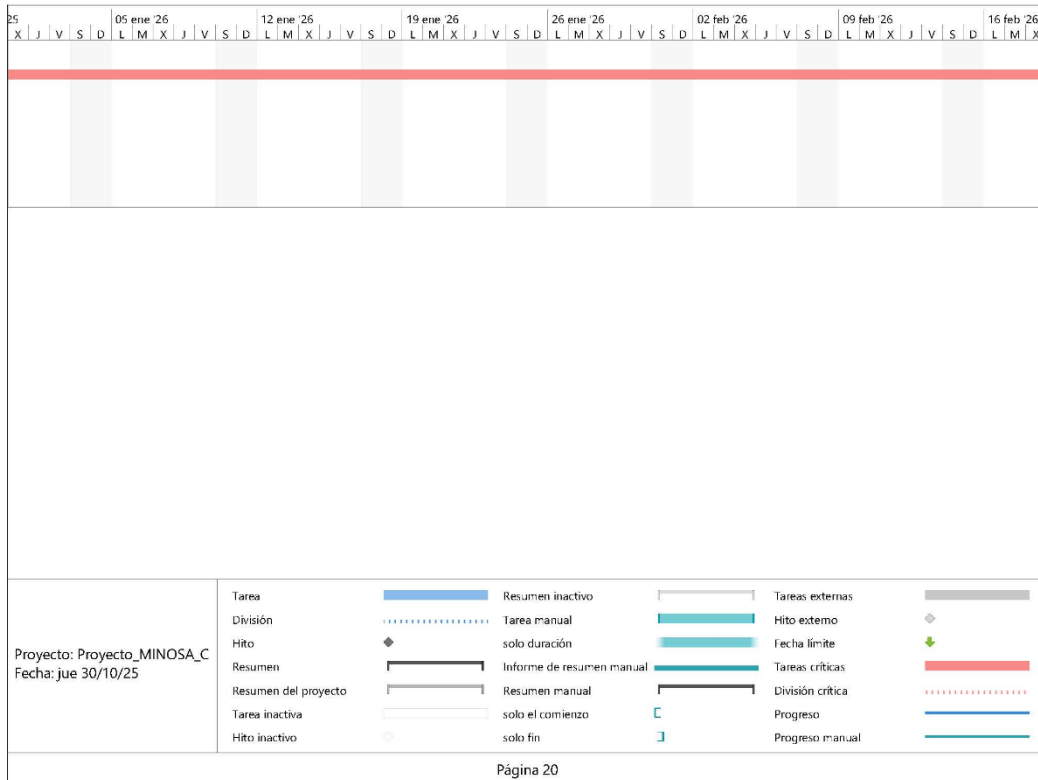 25 05 ene '26 12 ene '26 19 ene '26 26 ene '26 02 feb '26 09 feb '26 16 feb '26
X J V S D L M X J V S D L M X J V S D L M X J V S D L M X J V S D L M X J V S D L M X J V S D L M X
Proyecto: Proyecto_MINOSA_C
Fecha: jue 30/10/25
Tarea
División
Hito
Resumen
Resumen del proyecto
Tarea inactiva
Hito inactivo
Resumen inactivo
Tarea manual
solo duración
Informe de resumen manual
Resumen manual
solo el comienzo
solo fin
Tareas externas
Hito externo
Fecha límite
Tareas críticas
División crítica
Progreso
Progreso manual
Página 20